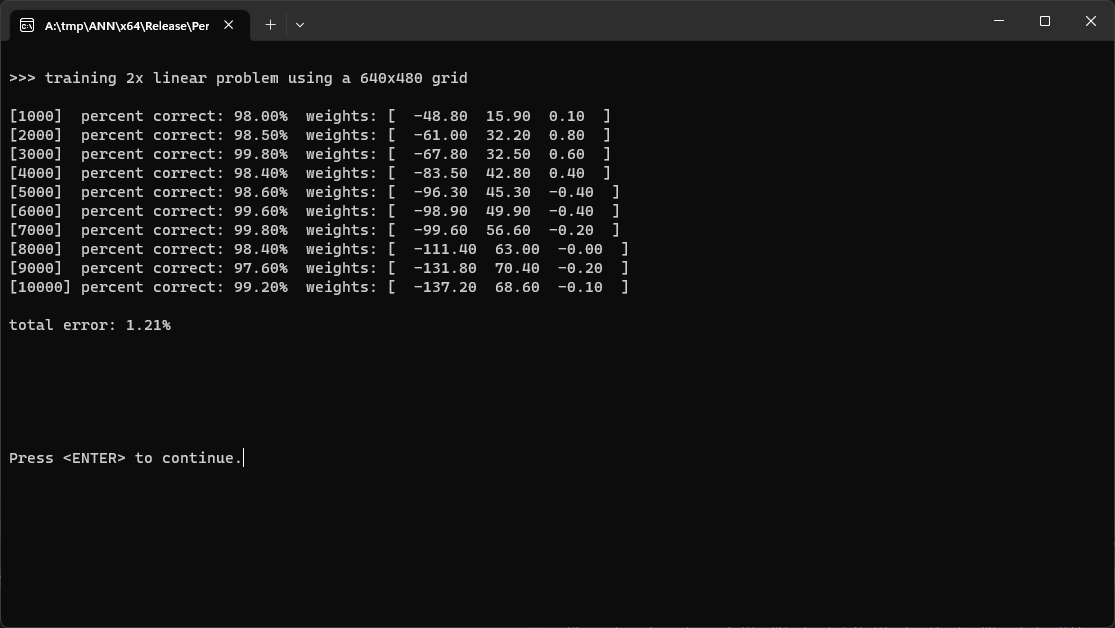 A:\tmp\ANN\x64\Release\Per
>>> training 2x linear problem using a 640x480 grid
[1000]  percent correct: 98.00%  weights: [  -48.80  15.90  0.10  ]
[2000]  percent correct: 98.50%  weights: [  -61.00  32.20  0.80  ]
[3000]  percent correct: 99.80%  weights: [  -67.80  32.50  0.60  ]
[4000]  percent correct: 98.40%  weights: [  -83.50  42.80  0.40  ]
[5000]  percent correct: 98.60%  weights: [  -96.30  45.30  -0.40  ]
[6000]  percent correct: 99.60%  weights: [  -98.90  49.90  -0.40  ]
[7000]  percent correct: 99.80%  weights: [  -99.60  56.60  -0.20  ]
[8000]  percent correct: 98.40%  weights: [  -111.40  63.00  -0.00  ]
[9000]  percent correct: 97.60%  weights: [  -131.80  70.40  -0.20  ]
[10000] percent correct: 99.20%  weights: [  -137.20  68.60  -0.10  ]
total error: 1.21%
Press <ENTER> to continue.